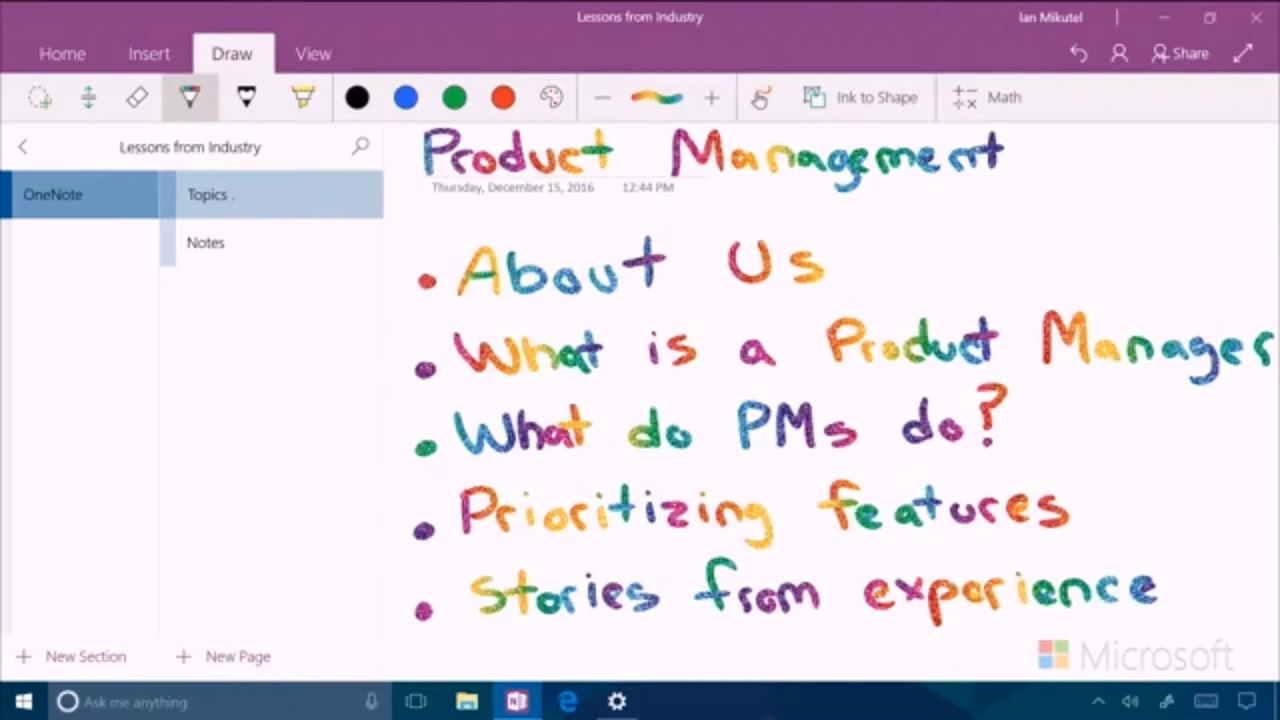 Lessons from Industry
Ian Mikutel
Home Insert Draw View
Share
Ink to Shape
Math
Lessons from Industry
OneNote
Topics .
Notes
Product Management
Thursday, December 15, 2016 12:44 PM
• About Us
• What is a Product Manager
• What do PMs do?
• Prioritizing features
• Stories from experience
+ New Section
+ New Page
Microsoft
Ask me anything